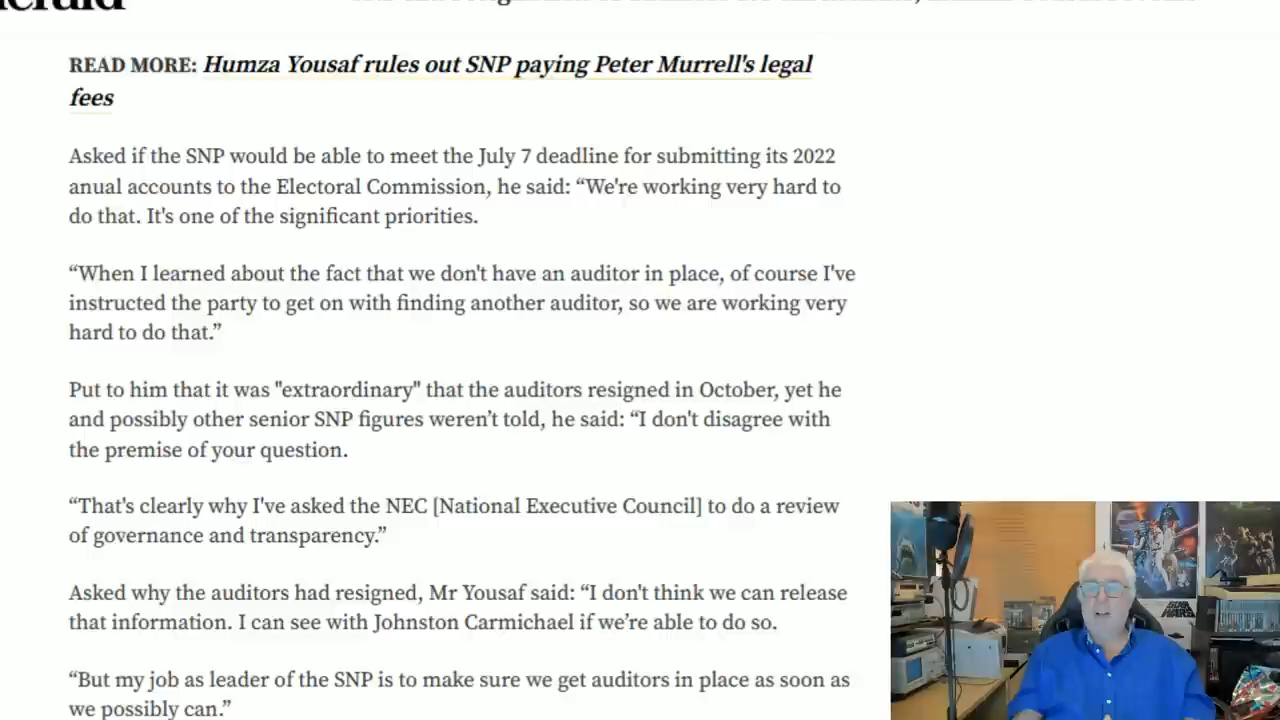 READ MORE: Humza Yousaf rules out SNP paying Peter Murrell's legal
fees
Asked if the SNP would be able to meet the July 7 deadline for submitting its 2022
anual accounts to the Electoral Commission, he said: “We're working very hard to
do that. It's one of the significant priorities.
“When I learned about the fact that we don't have an auditor in place, of course I've
instructed the party to get on with finding another auditor, so we are working very
hard to do that.”
Put to him that it was "extraordinary" that the auditors resigned in October, yet he
and possibly other senior SNP figures weren’t told, he said: “I don't disagree with
the premise of your question.
“That's clearly why I've asked the NEC [National Executive Council] to do a review
of governance and transparency.”
Asked why the auditors had resigned, Mr Yousaf said: “I don't think we can release
that information. I can see with Johnston Carmichael if we’re able to do so.
“But my job as leader of the SNP is to make sure we get auditors in place as soon as
we possibly can.”
STAR
WARS